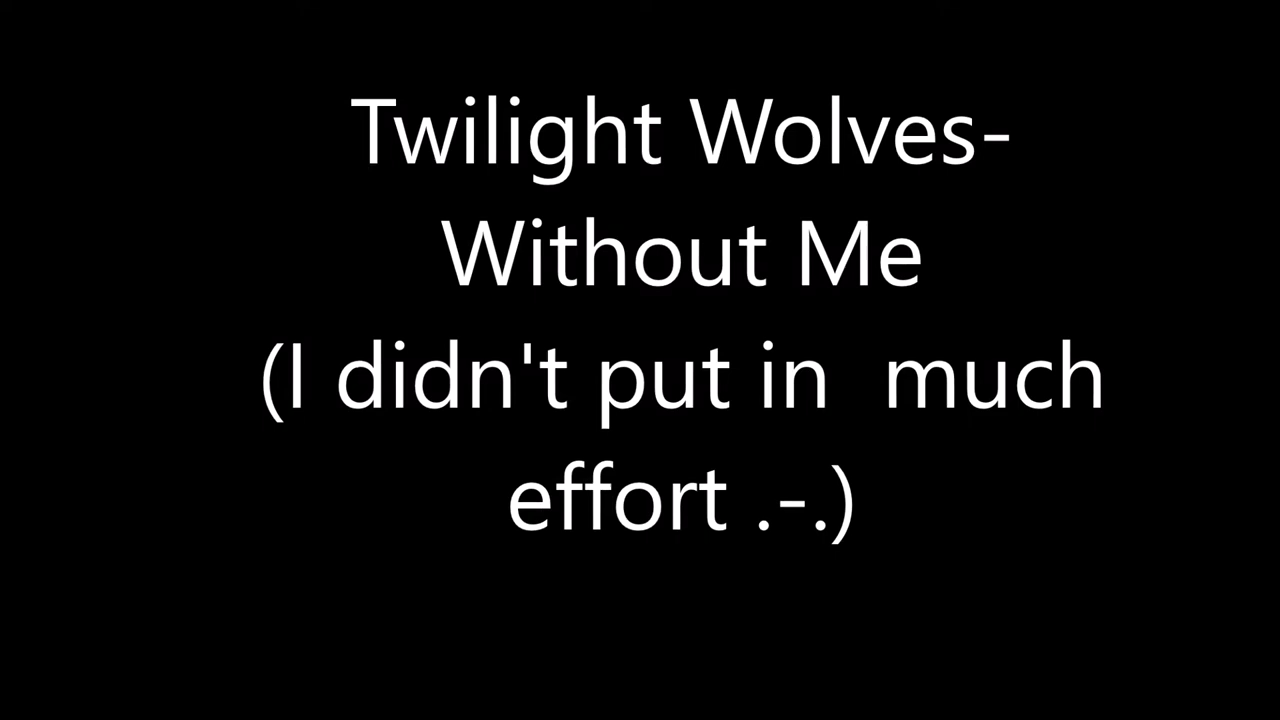 Twilight Wolves-
Without Me
(I didn't put in  much
effort .-.)